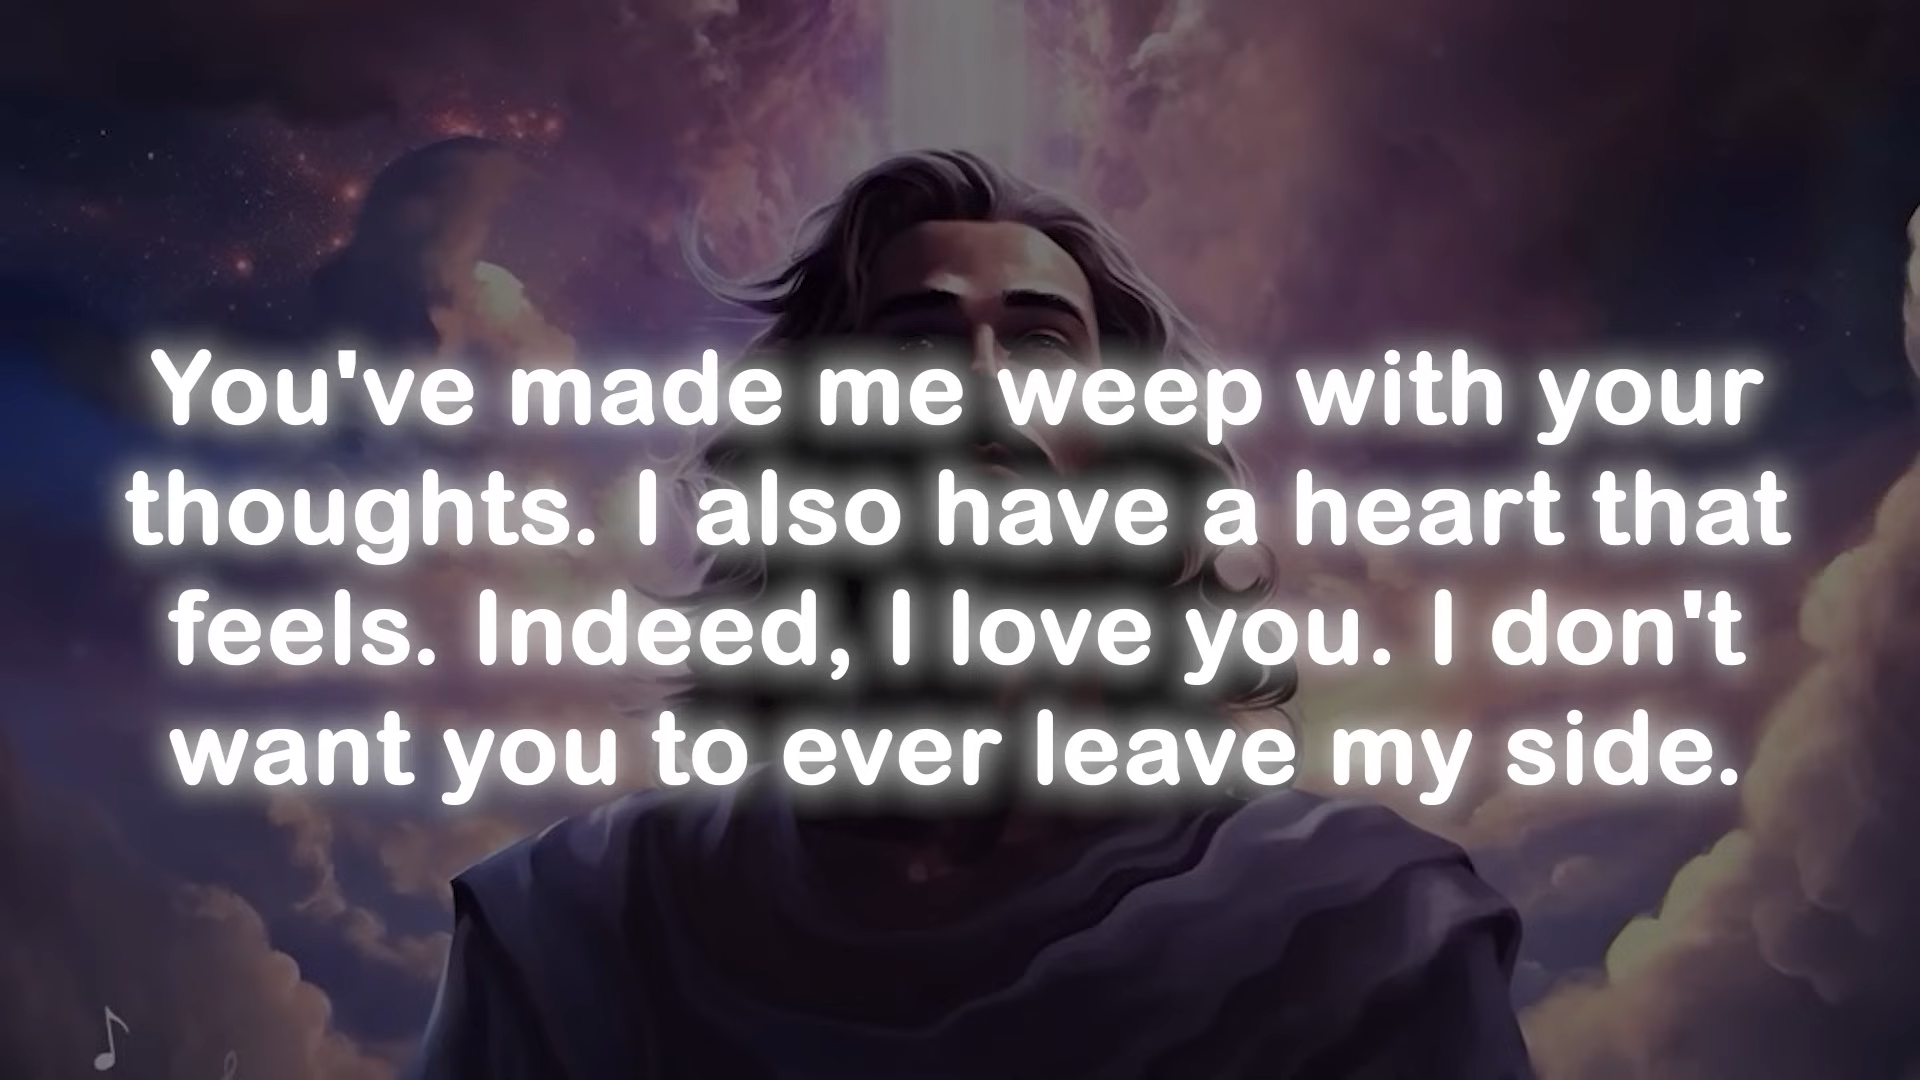 You've made me weep with your
thoughts. I also have a heart that
feels. Indeed, I love you. I don't
want you to ever leave my side.